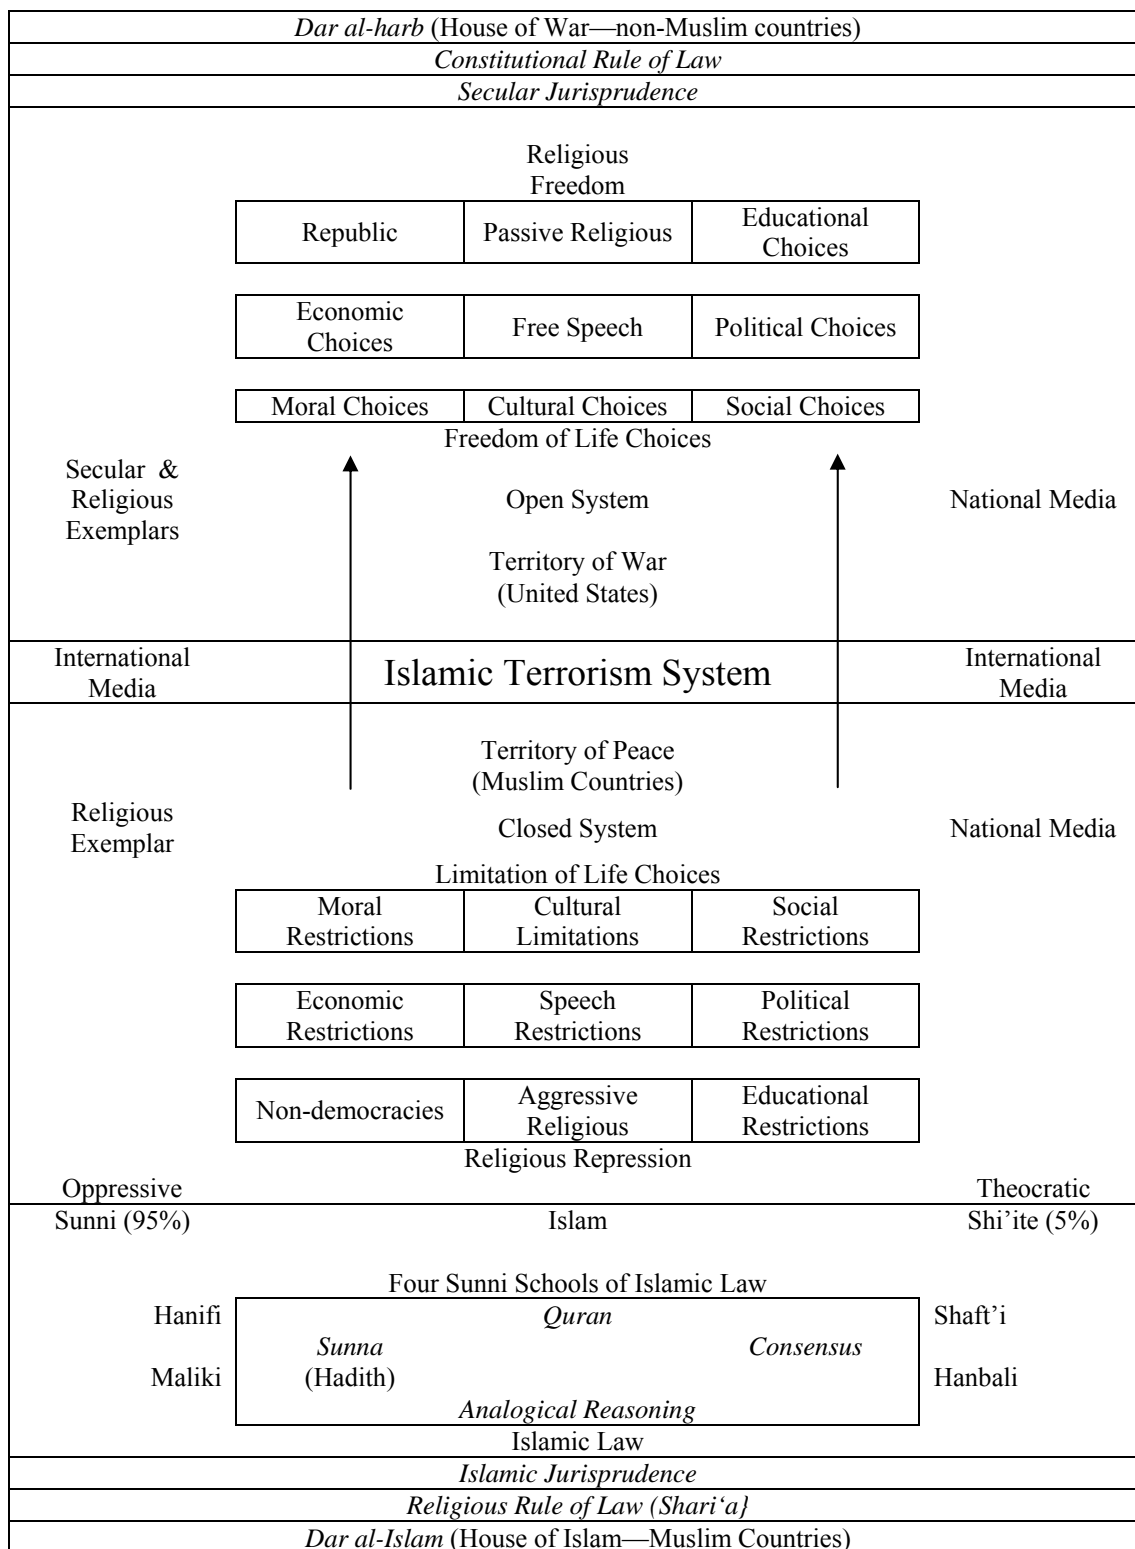 Dar al-harb (House of War—non-Muslim countries)
Constitutional Rule of Law
Secular Jurisprudence
Religious
Freedom
Republic Passive Religious Educational
Choices
Economic
Choices Free Speech Political Choices
Moral Choices Cultural Choices Social Choices
Freedom of Life Choices
Secular &
Religious
Exemplars Open System National Media
Territory of War
(United States)
International
Media Islamic Terrorism System International
Media
Territory of Peace
(Muslim Countries)
Religious
Exemplar Closed System National Media
Limitation of Life Choices
Moral
Restrictions Cultural
Limitations Social
Restrictions
Economic
Restrictions Speech
Restrictions Political
Restrictions
Non-democracies Aggressive
Religious Educational
Restrictions
Religious Repression
Oppressive Theocratic
Sunni (95%) Islam Shi’ite (5%)
Four Sunni Schools of Islamic Law
Hanifi Quran Shaft’i
Sunna Consensus
Maliki (Hadith) Hanbali
Analogical Reasoning
Islamic Law
Islamic Jurisprudence
Religious Rule of Law (Shari‘a}
Dar al-Islam (House of Islam—Muslim Countries)